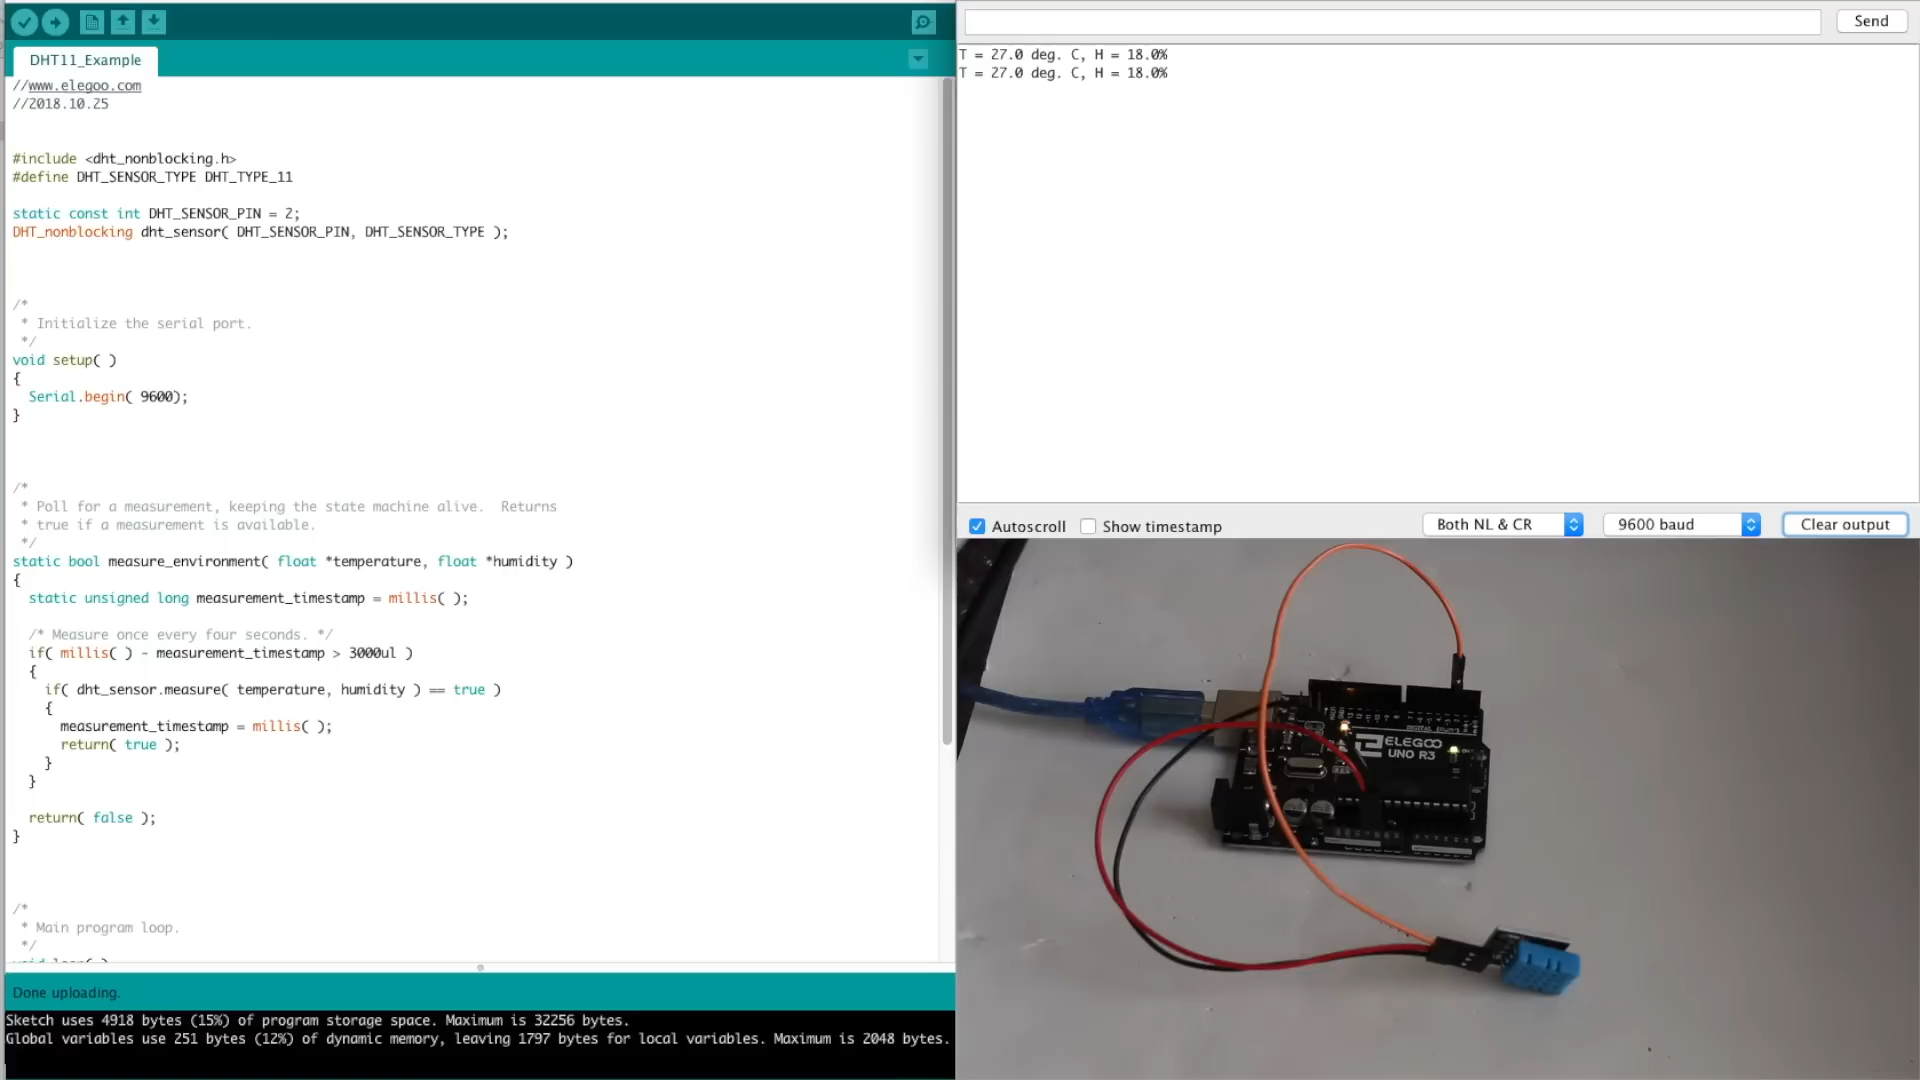 DHT11_Example
//www.elegoo.com
//2018.10.25
#include <dht_nonblocking.h>
#define DHT_SENSOR_TYPE DHT_TYPE_11
static const int DHT_SENSOR_PIN = 2;
DHT_nonblocking dht_sensor( DHT_SENSOR_PIN, DHT_SENSOR_TYPE );
/*
* Initialize the serial port.
*/
void setup( )
{
Serial.begin( 9600);
}
/*
* Poll for a measurement, keeping the state machine alive.  Returns
* true if a measurement is available.
*/
static bool measure_environment( float *temperature, float *humidity )
{
static unsigned long measurement_timestamp = millis( );
/* Measure once every four seconds. */
if( millis( ) - measurement_timestamp > 3000ul )
{
if( dht_sensor.measure( temperature, humidity ) == true )
{
measurement_timestamp = millis( );
return( true );
}
}
return( false );
}
/*
* Main program loop.
*/
Done uploading.
Sketch uses 4918 bytes (15%) of program storage space. Maximum is 32256 bytes.
Global variables use 251 bytes (12%) of dynamic memory, leaving 1797 bytes for local variables. Maximum is 2048 bytes.
Send
T = 27.0 deg. C, H = 18.0%
T = 27.0 deg. C, H = 18.0%
Autoscroll
Show timestamp
Both NL & CR
9600 baud
Clear output
ELEGOO
UNO R3